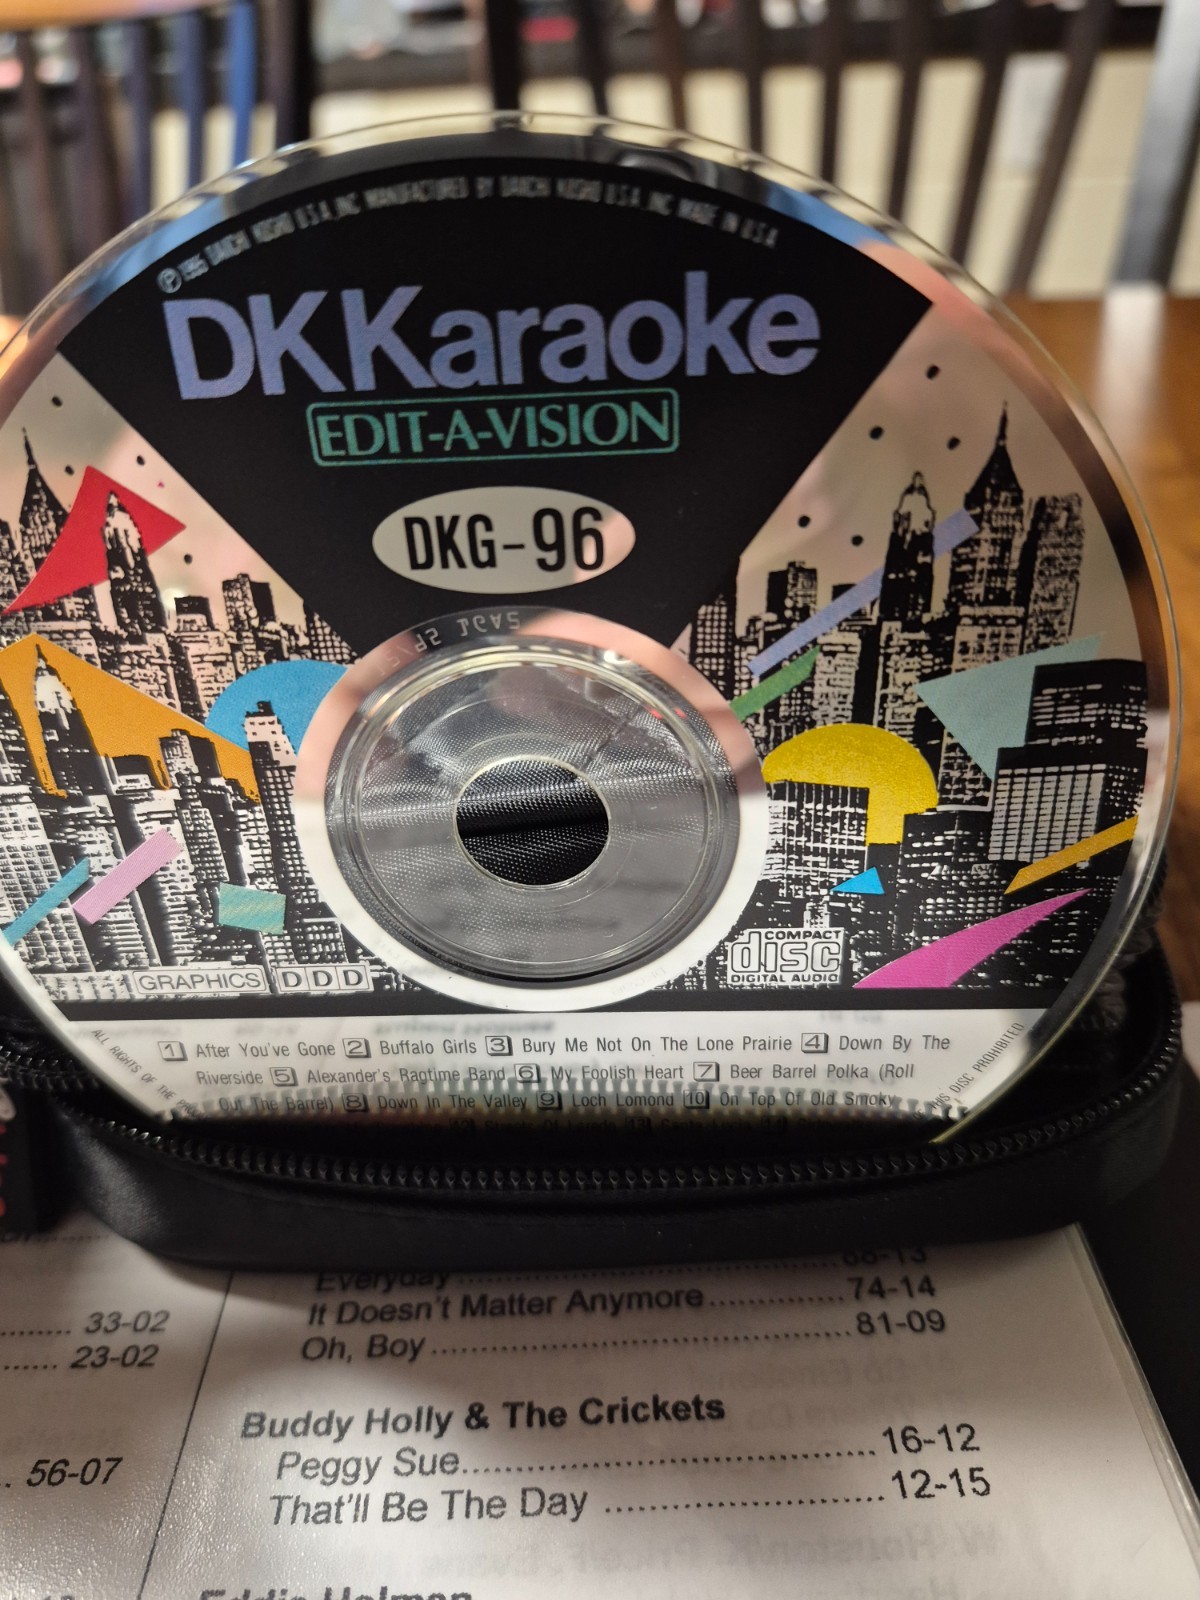 Ⓟ 1995 DAIICHI KOSHO U.S.A., INC MANUFACTURED BY DAIICHI KOSHO U.S.A., INC MADE IN U.S.A
DKKaraoke
EDIT-A-VISION
DKG-96
GRAPHICS DDD
COMPACT
disc
DIGITAL AUDIO
ALL RIGHTS OF THE
THIS DISC PROHIBITED
1 After You've Gone 2 Buffalo Girls 3 Bury Me Not On The Lone Prairie 4 Down By The
Riverside 5 Alexander's Ragtime Band 6 My Foolish Heart 7 Beer Barrel Polka (Roll
Out The Barrel) 8 Down In The Valley 9 Loch Lomond 10 On Top Of Old Smoky
Everyday 68-13
It Doesn't Matter Anymore 74-14
Oh, Boy 81-09
33-02
23-02
Buddy Holly & The Crickets
Peggy Sue 16-12
56-07
That'll Be The Day 12-15